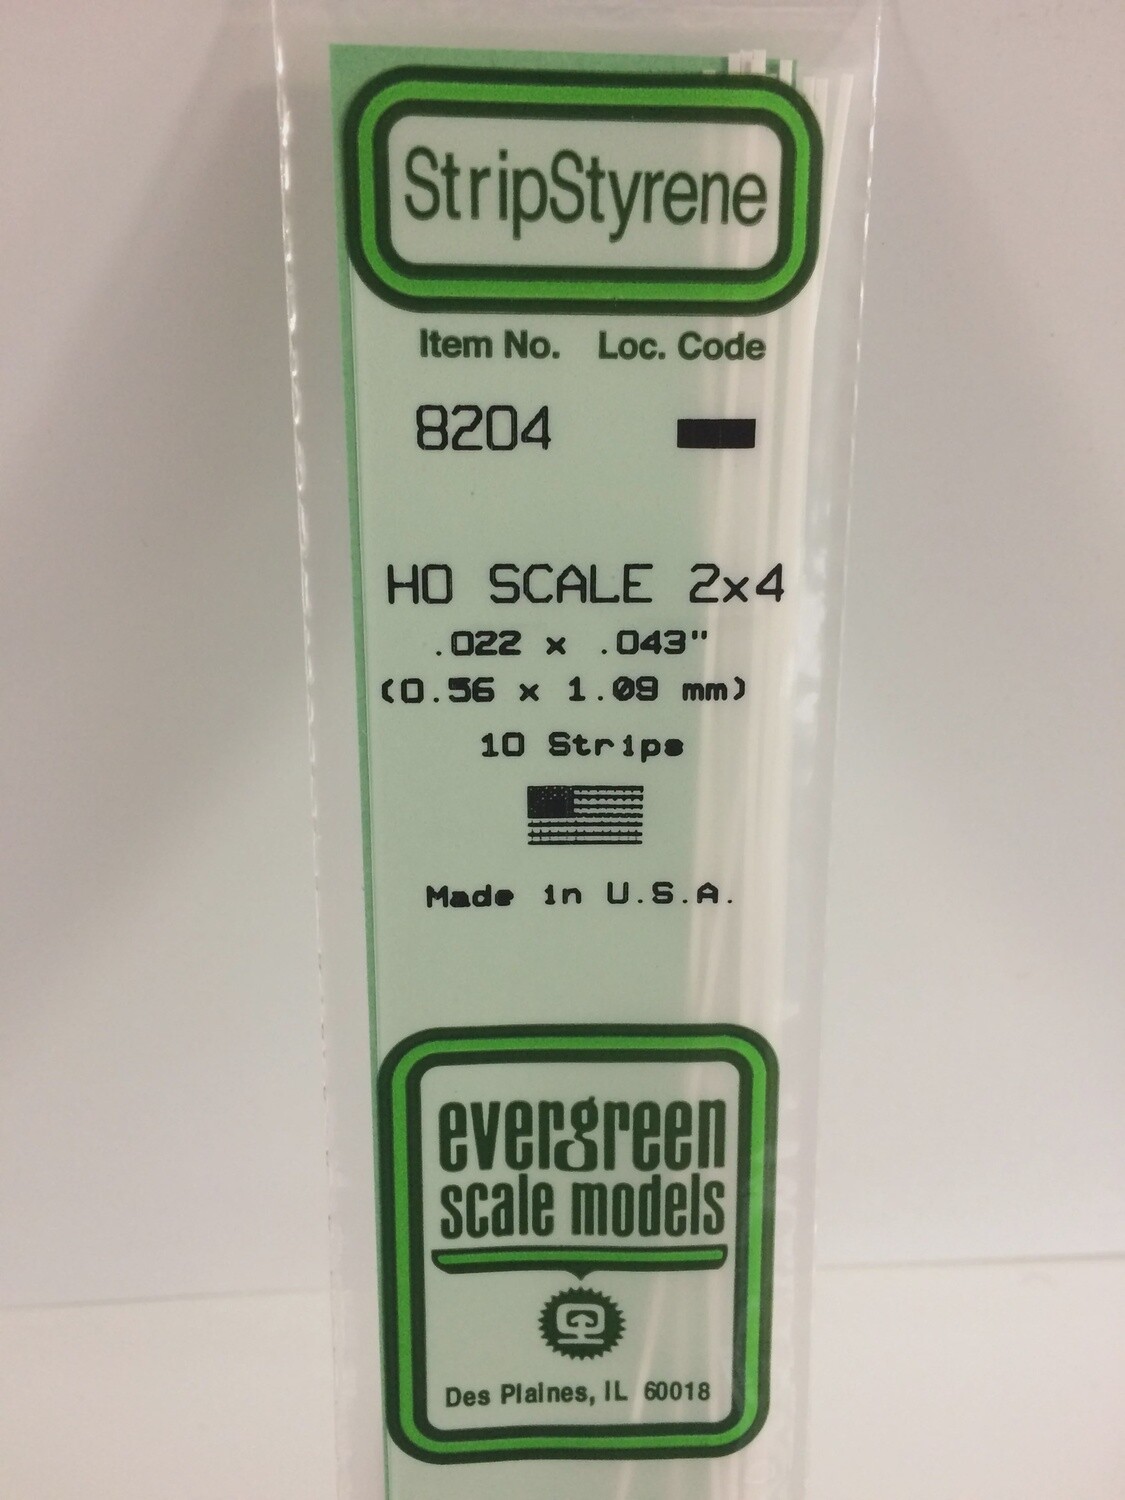 StripStyrene
Item No. Loc. Code
8204
HO SCALE 2x4
.022 x .043"
(0.56 x 1.09 mm)
10 Strips
Made in U.S.A.
evergreen
scale models
Des Plaines, IL 60018